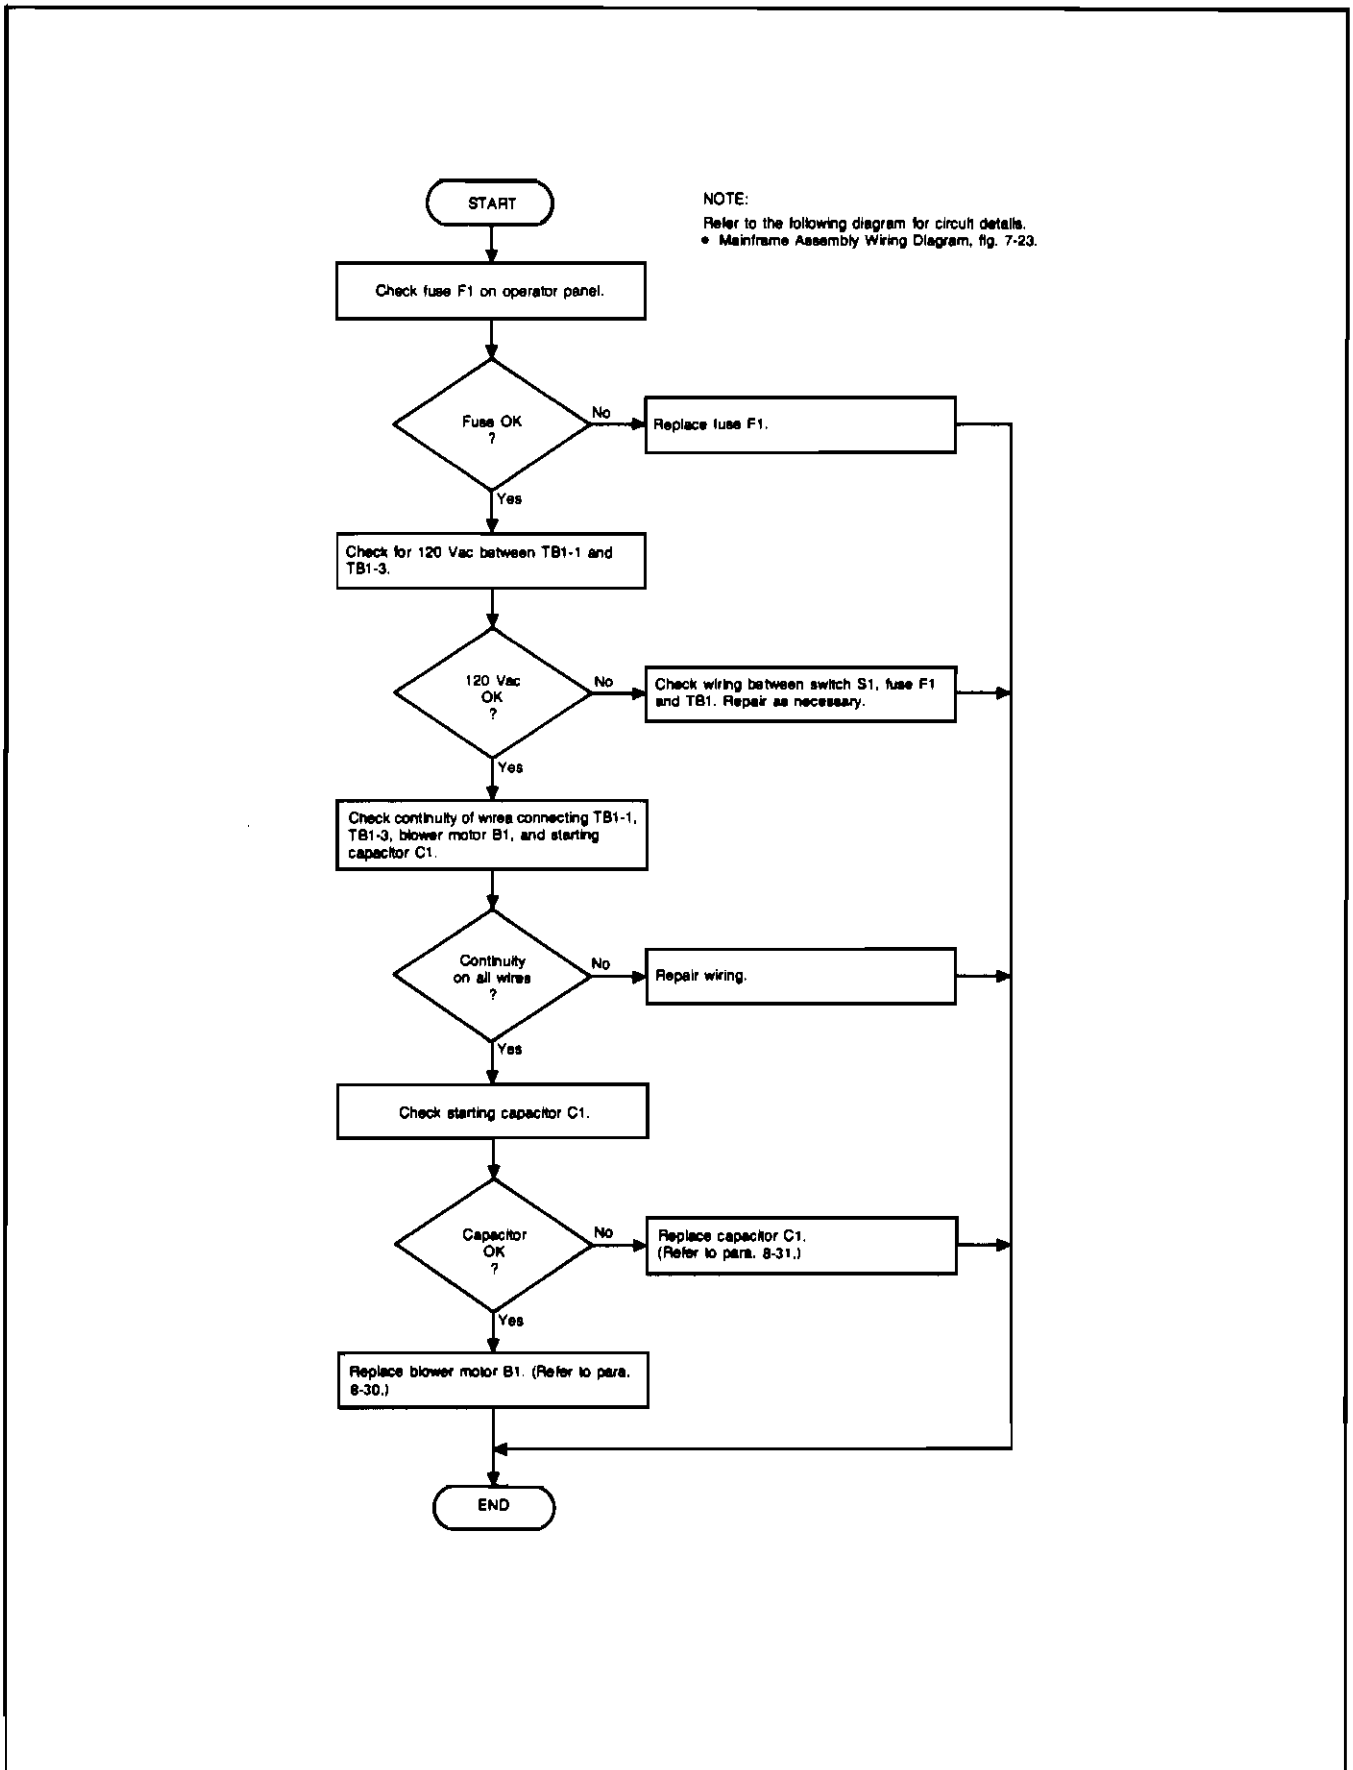 START
NOTE:
Refer to the following diagram for circuit details.
• Mainframe Assembly Wiring Diagram, fig. 7-23.
Check fuse F1 on operator panel.
Fuse OK
?
No
Replace fuse F1.
Yes
Check for 120 Vac between TB1-1 and
TB1-3.
120 Vac
OK
?
No
Check wiring between switch S1, fuse F1
and TB1. Repair as necessary.
Yes
Check continuity of wires connecting TB1-1,
TB1-3, blower motor B1, and starting
capacitor C1.
Continuity
on all wires
?
No
Repair wiring.
Yes
Check starting capacitor C1.
Capacitor
OK
?
No
Replace capacitor C1.
(Refer to para. 8-31.)
Yes
Replace blower motor B1. (Refer to para.
8-30.)
END